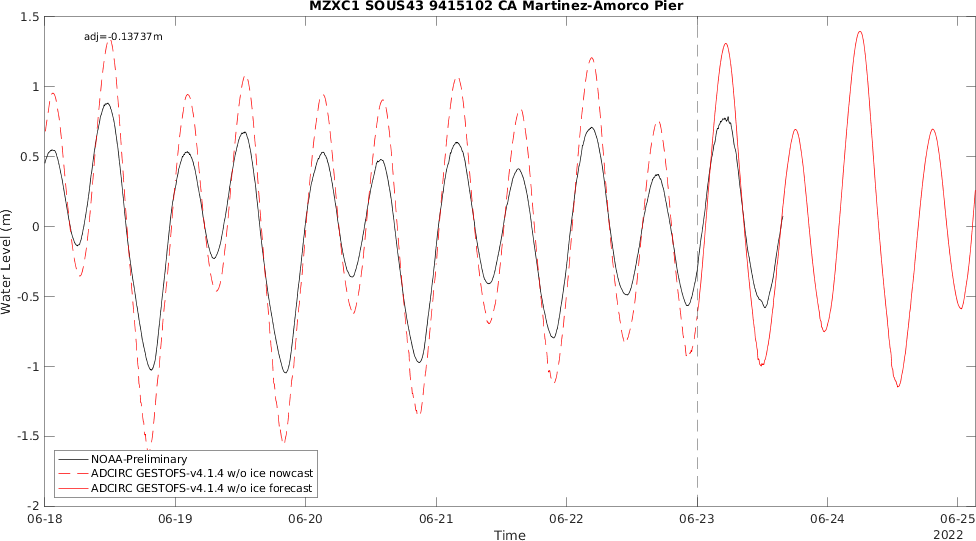 MZXC1 SOUS43 9415102 CA Martinez-Amorco Pier
adj=-0.13737m
Water Level (m)
1.5
1
0.5
0
-0.5
-1
-1.5
-2
NOAA-Preliminary
ADCIRC GESTOFS-v4.1.4 w/o ice nowcast
ADCIRC GESTOFS-v4.1.4 w/o ice forecast
06-18 06-19 06-20 06-21 06-22 06-23 06-24 06-25
Time
2022